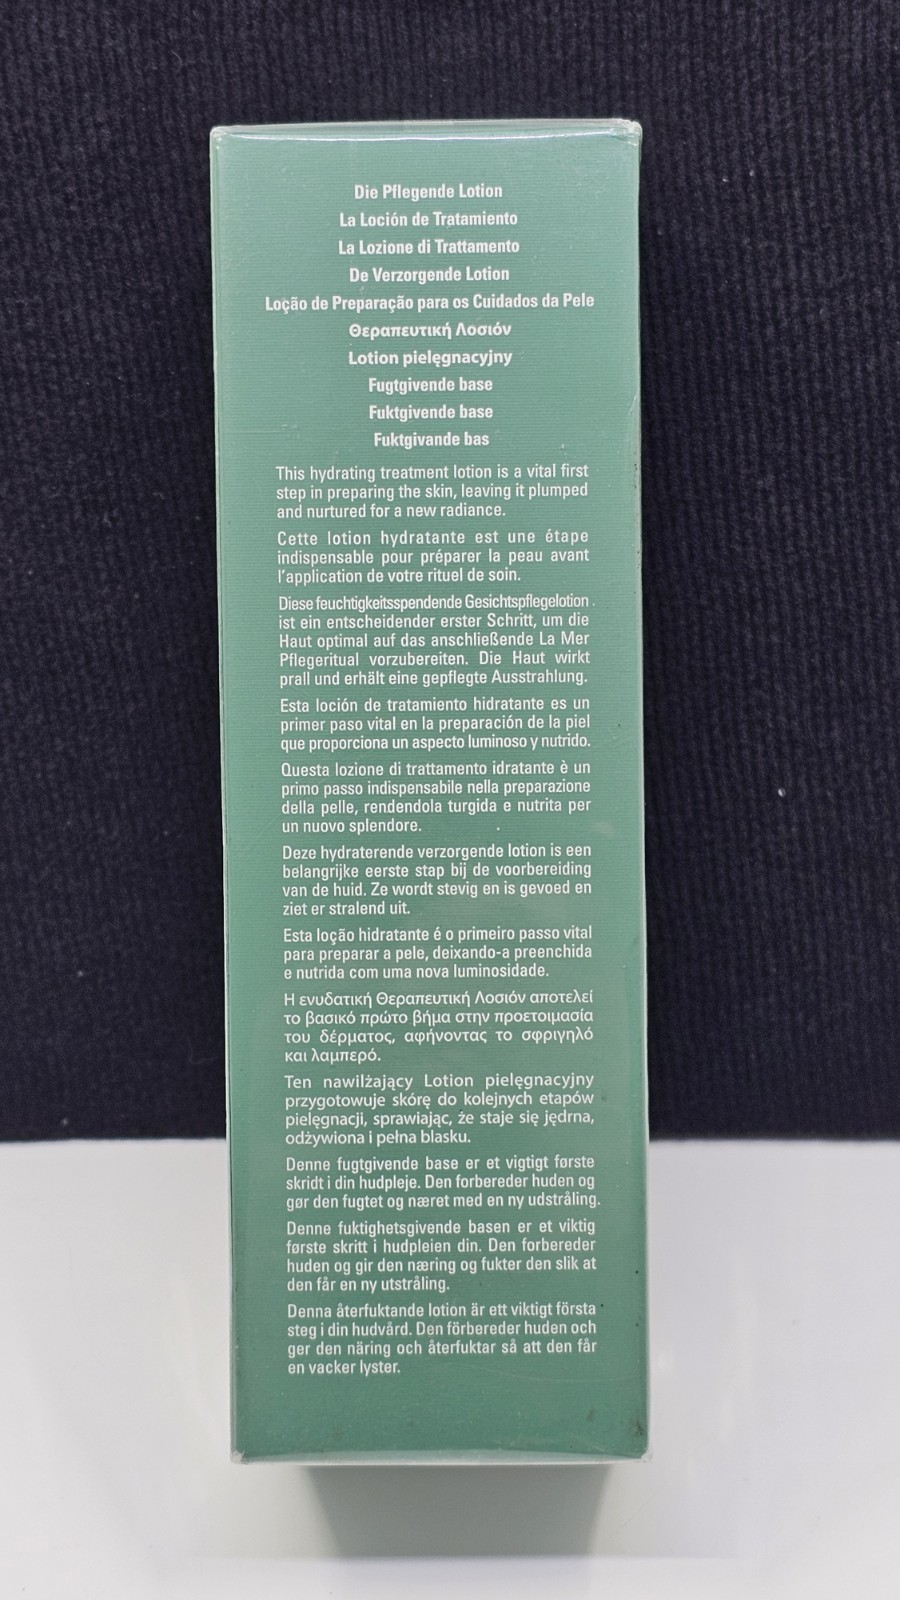 Die Pflegende Lotion
La Loción de Tratamiento
La Lozione di Trattamento
De Verzorgende Lotion
Loção de Preparação para os Cuidados da Pele
Θεραπευτική Λοσιόν
Lotion pielęgnacyjny
Fugtgivende base
Fuktgivende base
Fuktgivande bas
This hydrating treatment lotion is a vital first
step in preparing the skin, leaving it plumped
and nurtured for a new radiance.
Cette lotion hydratante est une étape
indispensable pour préparer la peau avant
l'application de votre rituel de soin.
Diese feuchtigkeitsspendende Gesichtspflegelotion
ist ein entscheidender erster Schritt, um die
Haut optimal auf das anschließende La Mer
Pflegeritual vorzubereiten. Die Haut wirkt
prall und erhält eine gepflegte Ausstrahlung.
Esta loción de tratamiento hidratante es un
primer paso vital en la preparación de la piel
que proporciona un aspecto luminoso y nutrido.
Questa lozione di trattamento idratante è un
primo passo indispensabile nella preparazione
della pelle, rendendola turgida e nutrita per
un nuovo splendore.
Deze hydraterende verzorgende lotion is een
belangrijke eerste stap bij de voorbereiding
van de huid. Ze wordt stevig en is gevoed en
ziet er stralend uit.
Esta loção hidratante é o primeiro passo vital
para preparar a pele, deixando-a preenchida
e nutrida com uma nova luminosidade.
Η ενυδατική Θεραπευτική Λοσιόν αποτελεί
το βασικό πρώτο βήμα στην προετοιμασία
του δέρματος, αφήνοντας το σφριγηλό
και λαμπερό.
Ten nawilżający Lotion pielęgnacyjny
przygotowuje skórę do kolejnych etapów
pielęgnacji, sprawiając, że staje się jędrna,
odżywiona i pełna blasku.
Denne fugtgivende base er et vigtigt første
skridt i din hudpleje. Den forbereder huden og
gør den fugtet og næret med en ny udstråling.
Denne fuktighetsgivende basen er et viktig
første skritt i hudpleien din. Den forbereder
huden og gir den næring og fukter den slik at
den får en ny utstråling.
Denna återfuktande lotion är ett viktigt första
steg i din hudvård. Den förbereder huden och
ger den näring och återfuktar så att den får
en vacker lyster.